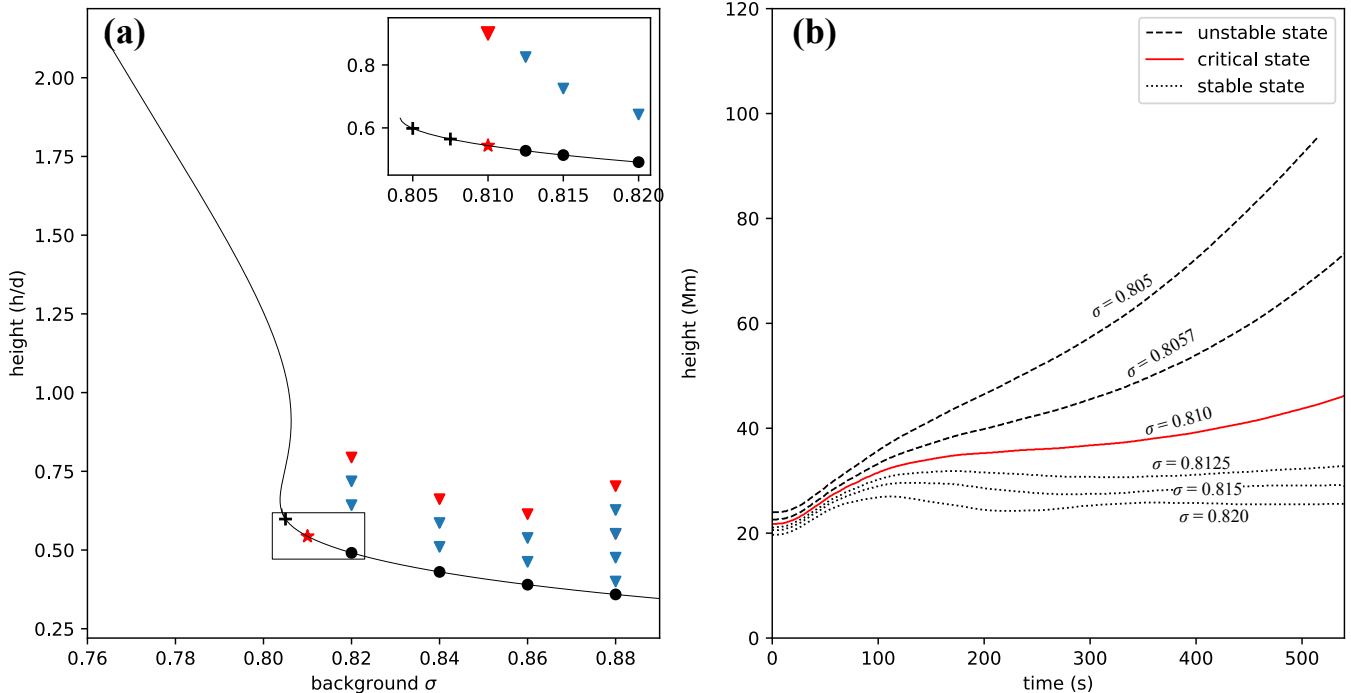 (a)
2.00
1.75
1.50
1.25
1.00
0.75
0.50
0.25
height (h/d)
0.76
0.78
0.80
0.82
0.84
0.86
0.88
background σ
0.8
0.6
0.805
0.810
0.815
0.820
(b)
120
100
80
60
40
20
0
height (Mm)
0
100
200
300
400
500
time (s)
unstable state
critical state
stable state
σ = 0.805
σ = 0.8057
σ = 0.810
σ = 0.8125
σ = 0.815
σ = 0.820